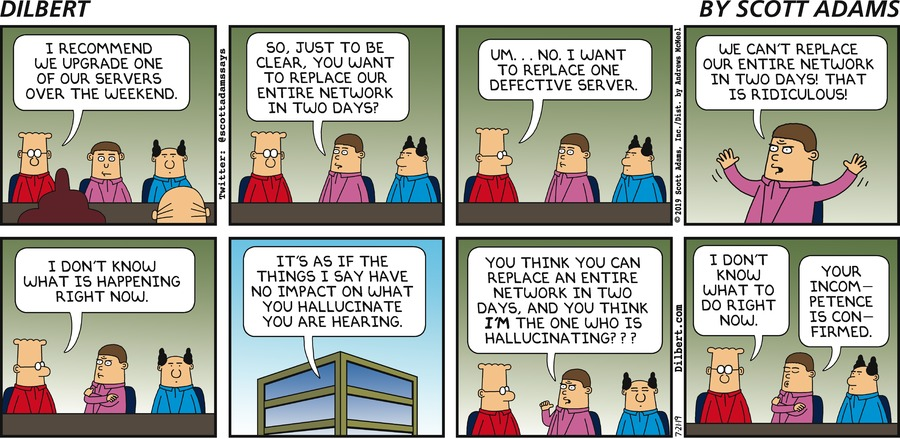 DILBERT
BY SCOTT ADAMS
I RECOMMEND
WE UPGRADE ONE
OF OUR SERVERS
OVER THE WEEKEND.
Twitter: @scottadamssays
SO, JUST TO BE
CLEAR, YOU WANT
TO REPLACE OUR
ENTIRE NETWORK
IN TWO DAYS?
UM...NO. I WANT
TO REPLACE ONE
DEFECTIVE SERVER.
© 2019 Scott Adams, Inc./Dist. by Andrews McMeel
WE CAN'T REPLACE
OUR ENTIRE NETWORK
IN TWO DAYS! THAT
IS RIDICULOUS!
I DON'T KNOW
WHAT IS HAPPENING
RIGHT NOW.
IT'S AS IF THE
THINGS I SAY HAVE
NO IMPACT ON WHAT
YOU HALLUCINATE
YOU ARE HEARING.
YOU THINK YOU CAN
REPLACE AN ENTIRE
NETWORK IN TWO
DAYS, AND YOU THINK
I'M THE ONE WHO IS
HALLUCINATING???
7-21-19
Dilbert.com
I DON'T
KNOW
WHAT TO
DO RIGHT
NOW.
YOUR
INCOM-
PETENCE
IS CON-
FIRMED.